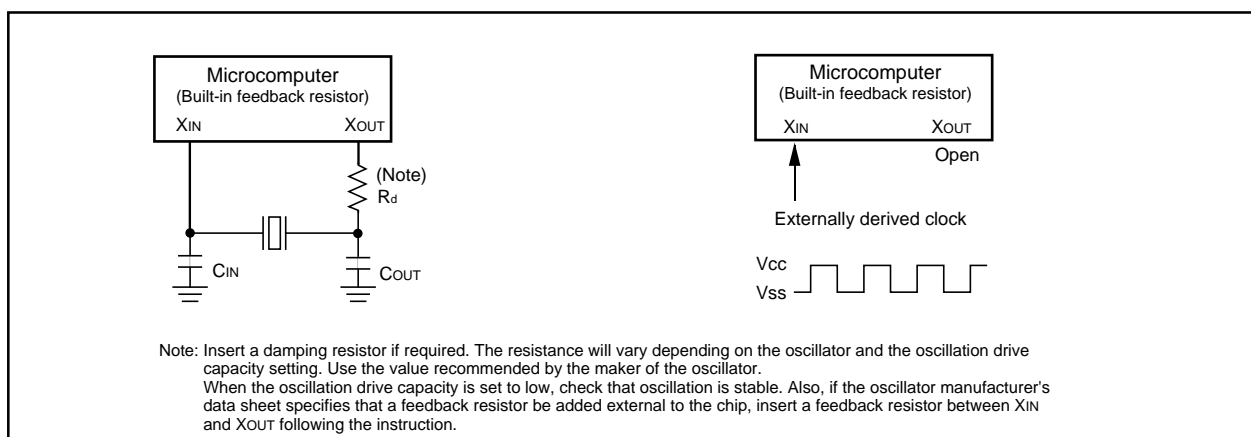 Microcomputer
(Built-in feedback resistor)
XIN XOUT
(Note)
Rd
CIN
COUT
Microcomputer
(Built-in feedback resistor)
XIN XOUT
Open
Externally derived clock
Vcc
Vss
Note: Insert a damping resistor if required. The resistance will vary depending on the oscillator and the oscillation drive
capacity setting. Use the value recommended by the maker of the oscillator.
When the oscillation drive capacity is set to low, check that oscillation is stable. Also, if the oscillator manufacturer's
data sheet specifies that a feedback resistor be added external to the chip, insert a feedback resistor between XIN
and XOUT following the instruction.